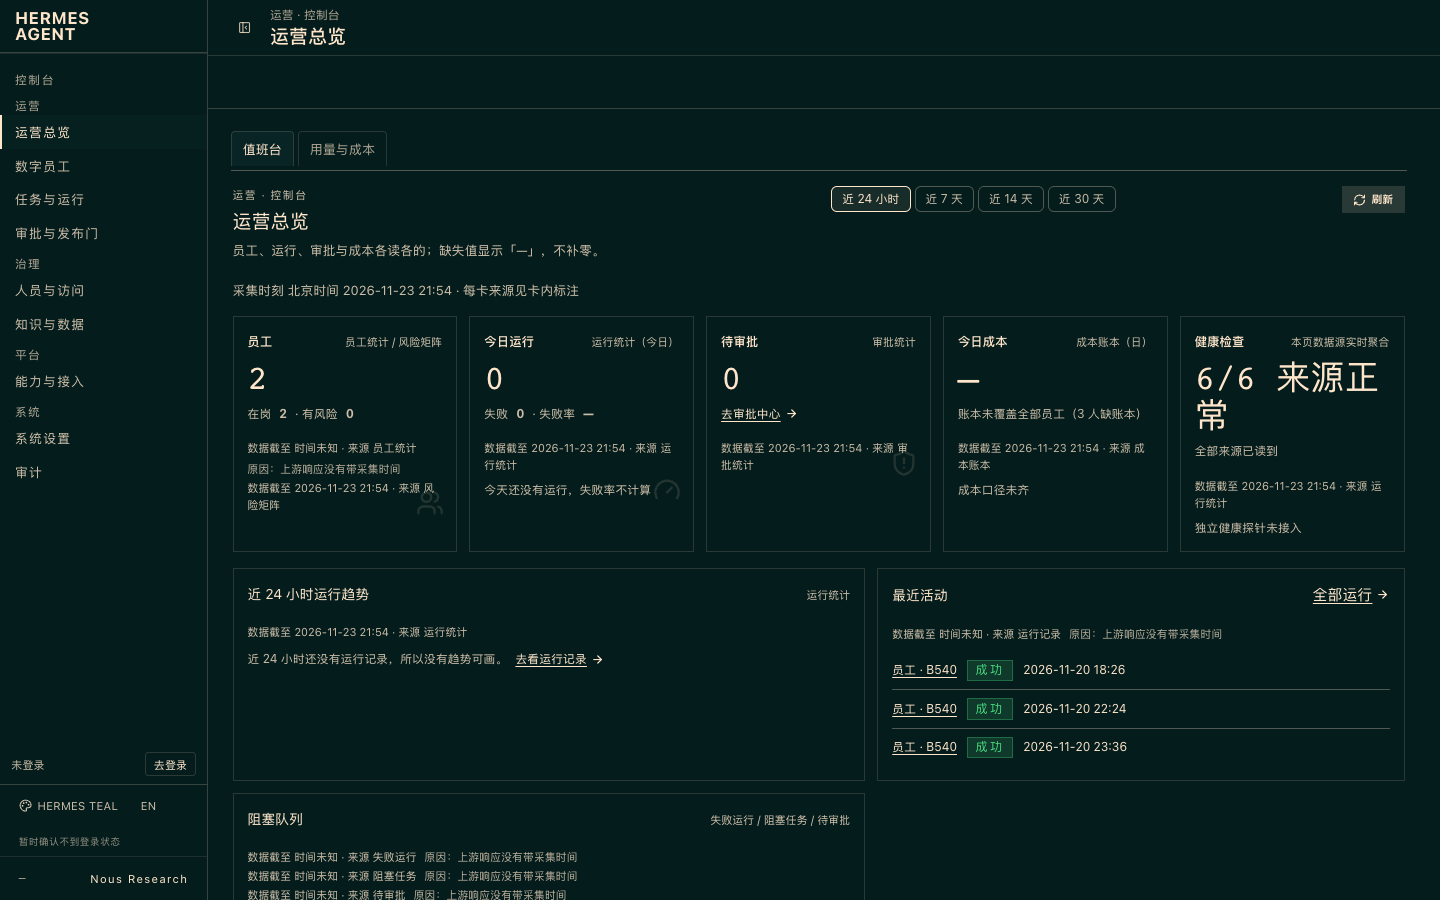 HERMES
AGENT
控制台
运营
运营总览
数字员工
任务与运行
审批与发布门
治理
人员与访问
知识与数据
平台
能力与接入
系统
系统设置
审计
未登录
去登录
HERMES TEAL
EN
暂时确认不到登录状态
—
Nous Research
运营 · 控制台
运营总览
值班台
用量与成本
运营 · 控制台
运营总览
员工、运行、审批与成本各读各的；缺失值显示「—」，不补零。
近 24 小时
近 7 天
近 14 天
近 30 天
刷新
采集时刻 北京时间 2026-11-23 21:54 · 每卡来源见卡内标注
员工
员工统计 / 风险矩阵
2
在岗 2 · 有风险 0
数据截至 时间未知 · 来源 员工统计
原因：上游响应没有带采集时间
数据截至 2026-11-23 21:54 · 来源 风
险矩阵
今日运行
运行统计（今日）
0
失败 0 · 失败率 —
数据截至 2026-11-23 21:54 · 来源 运
行统计
今天还没有运行，失败率不计算
待审批
审批统计
0
去审批中心 →
数据截至 2026-11-23 21:54 · 来源 审
批统计
今日成本
成本账本（日）
—
账本未覆盖全部员工（3 人缺账本）
数据截至 2026-11-23 21:54 · 来源 成
本账本
成本口径未齐
健康检查
本页数据源实时聚合
6/6 来源正
常
全部来源已读到
数据截至 2026-11-23 21:54 · 来源 运
行统计
独立健康探针未接入
近 24 小时运行趋势
运行统计
数据截至 2026-11-23 21:54 · 来源 运行统计
近 24 小时还没有运行记录，所以没有趋势可画。 去看运行记录 →
最近活动
全部运行 →
数据截至 时间未知 · 来源 运行记录 原因：上游响应没有带采集时间
员工 · B540 成功 2026-11-20 18:26
员工 · B540 成功 2026-11-20 22:24
员工 · B540 成功 2026-11-20 23:36
阻塞队列
失败运行 / 阻塞任务 / 待审批
数据截至 时间未知 · 来源 失败运行 原因：上游响应没有带采集时间
数据截至 时间未知 · 来源 阻塞任务 原因：上游响应没有带采集时间
数据截至 时间未知 · 来源 待审批 原因：上游响应没有带采集时间